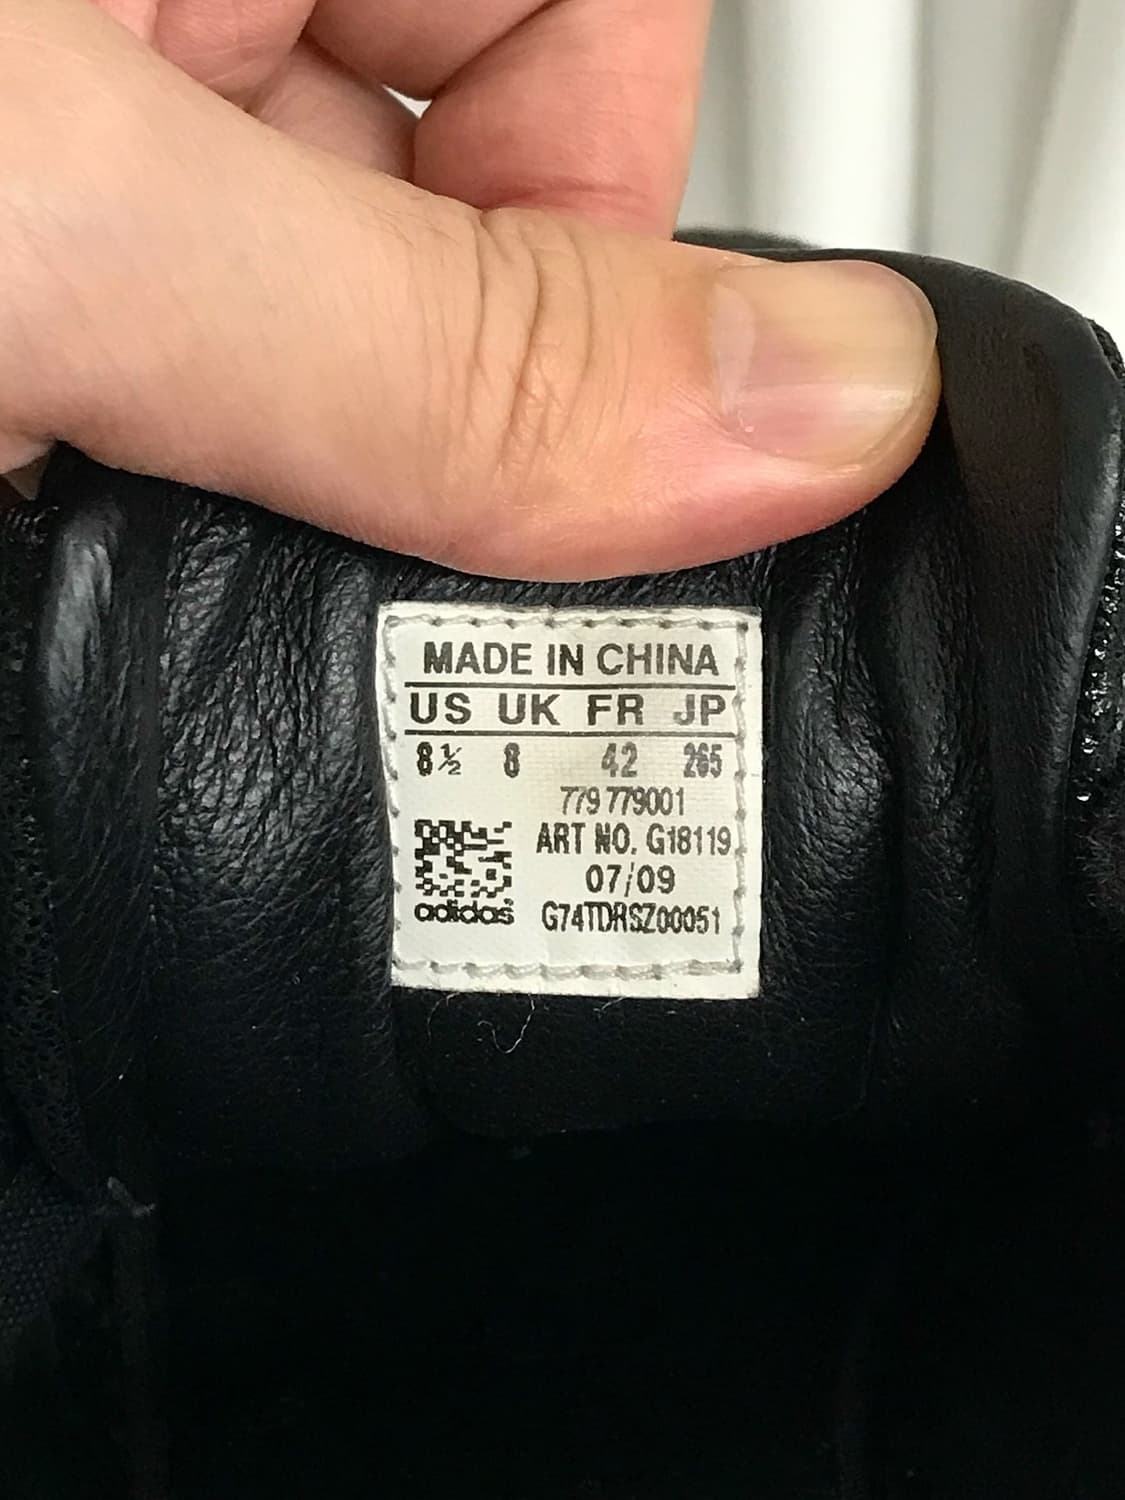 MADE IN CHINA
US UK FR JP
8½ 8 42 265
779 779001
ART NO. G18119
07/09
adidas G74TDRSZ00051